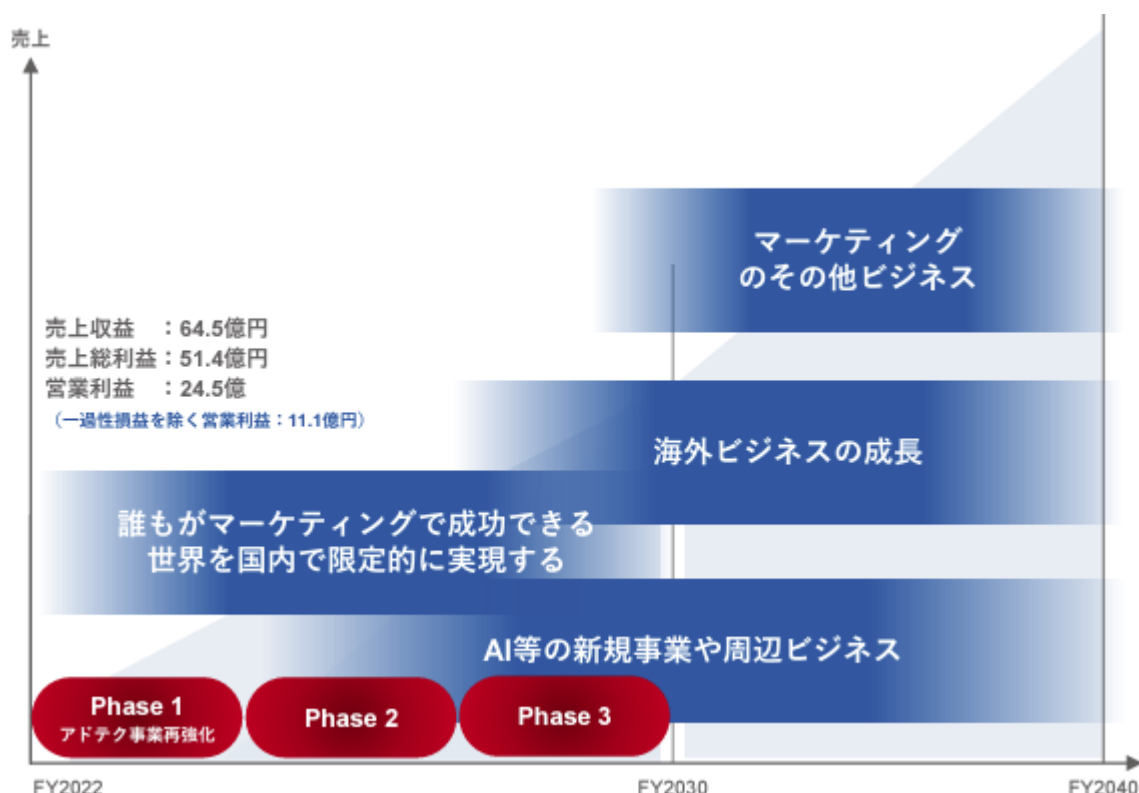 売上
マーケティング
のその他ビジネス
売上収益　：64.5億円
売上総利益：51.4億円
営業利益　：24.5億
（一過性損益を除く営業利益：11.1億円）
海外ビジネスの成長
誰もがマーケティングで成功できる
世界を国内で限定的に実現する
AI等の新規事業や周辺ビジネス
Phase 1
アドテク事業再強化
Phase 2
Phase 3
FY2022
FY2030
FY2040